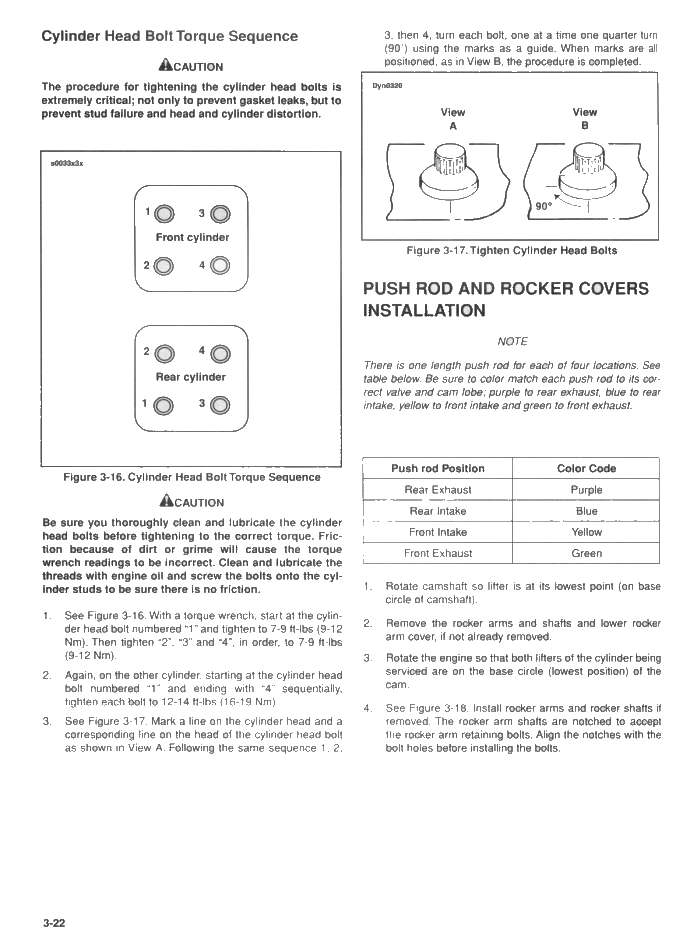 Cylinder Head Bolt Torque Sequence
⚠CAUTION
The procedure for tightening the cylinder head bolts is
extremely critical; not only to prevent gasket leaks, but to
prevent stud failure and head and cylinder distortion.
s0033x3x
1 3
Front cylinder
2 4
2 4
Rear cylinder
1 3
Figure 3-16. Cylinder Head Bolt Torque Sequence
⚠CAUTION
Be sure you thoroughly clean and lubricate the cylinder
head bolts before tightening to the correct torque. Fric-
tion because of dirt or grime will cause the torque
wrench readings to be incorrect. Clean and lubricate the
threads with engine oil and screw the bolts onto the cyl-
inder studs to be sure there is no friction.
1. See Figure 3-16. With a torque wrench, start at the cylin-
der head bolt numbered "1" and tighten to 7-9 ft-lbs (9-12
Nm). Then tighten "2", "3" and "4", in order, to 7-9 ft-lbs
(9-12 Nm).
2. Again, on the other cylinder, starting at the cylinder head
bolt numbered "1" and ending with "4" sequentially,
tighten each bolt to 12-14 ft-lbs (16-19 Nm)
3. See Figure 3-17. Mark a line on the cylinder head and a
corresponding line on the head of the cylinder head bolt
as shown in View A. Following the same sequence 1, 2,
3, then 4, turn each bolt, one at a time one quarter turn
(90°) using the marks as a guide. When marks are all
positioned, as in View B, the procedure is completed.
Dyn0320
View
A
View
B
90°
Figure 3-17. Tighten Cylinder Head Bolts
PUSH ROD AND ROCKER COVERS
INSTALLATION
NOTE
There is one length push rod for each of four locations. See
table below. Be sure to color match each push rod to its cor-
rect valve and cam lobe; purple to rear exhaust, blue to rear
intake, yellow to front intake and green to front exhaust.
Push rod Position Color Code
Rear Exhaust Purple
Rear Intake Blue
Front Intake Yellow
Front Exhaust Green
1. Rotate camshaft so lifter is at its lowest point (on base
circle of camshaft).
2. Remove the rocker arms and shafts and lower rocker
arm cover, if not already removed.
3. Rotate the engine so that both lifters of the cylinder being
serviced are on the base circle (lowest position) of the
cam.
4. See Figure 3-18. Install rocker arms and rocker shafts if
removed. The rocker arm shafts are notched to accept
the rocker arm retaining bolts. Align the notches with the
bolt holes before installing the bolts.
3-22